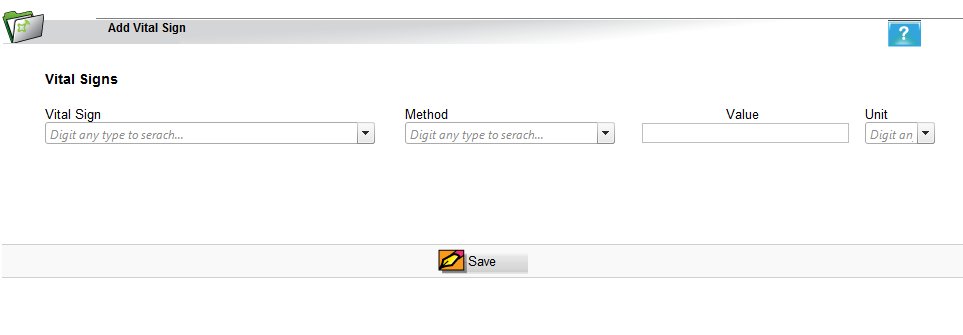 Add Vital Sign
?
Vital Signs
Vital Sign Method Value Unit
Digit any type to serach... Digit any type to serach... Digit an
Save